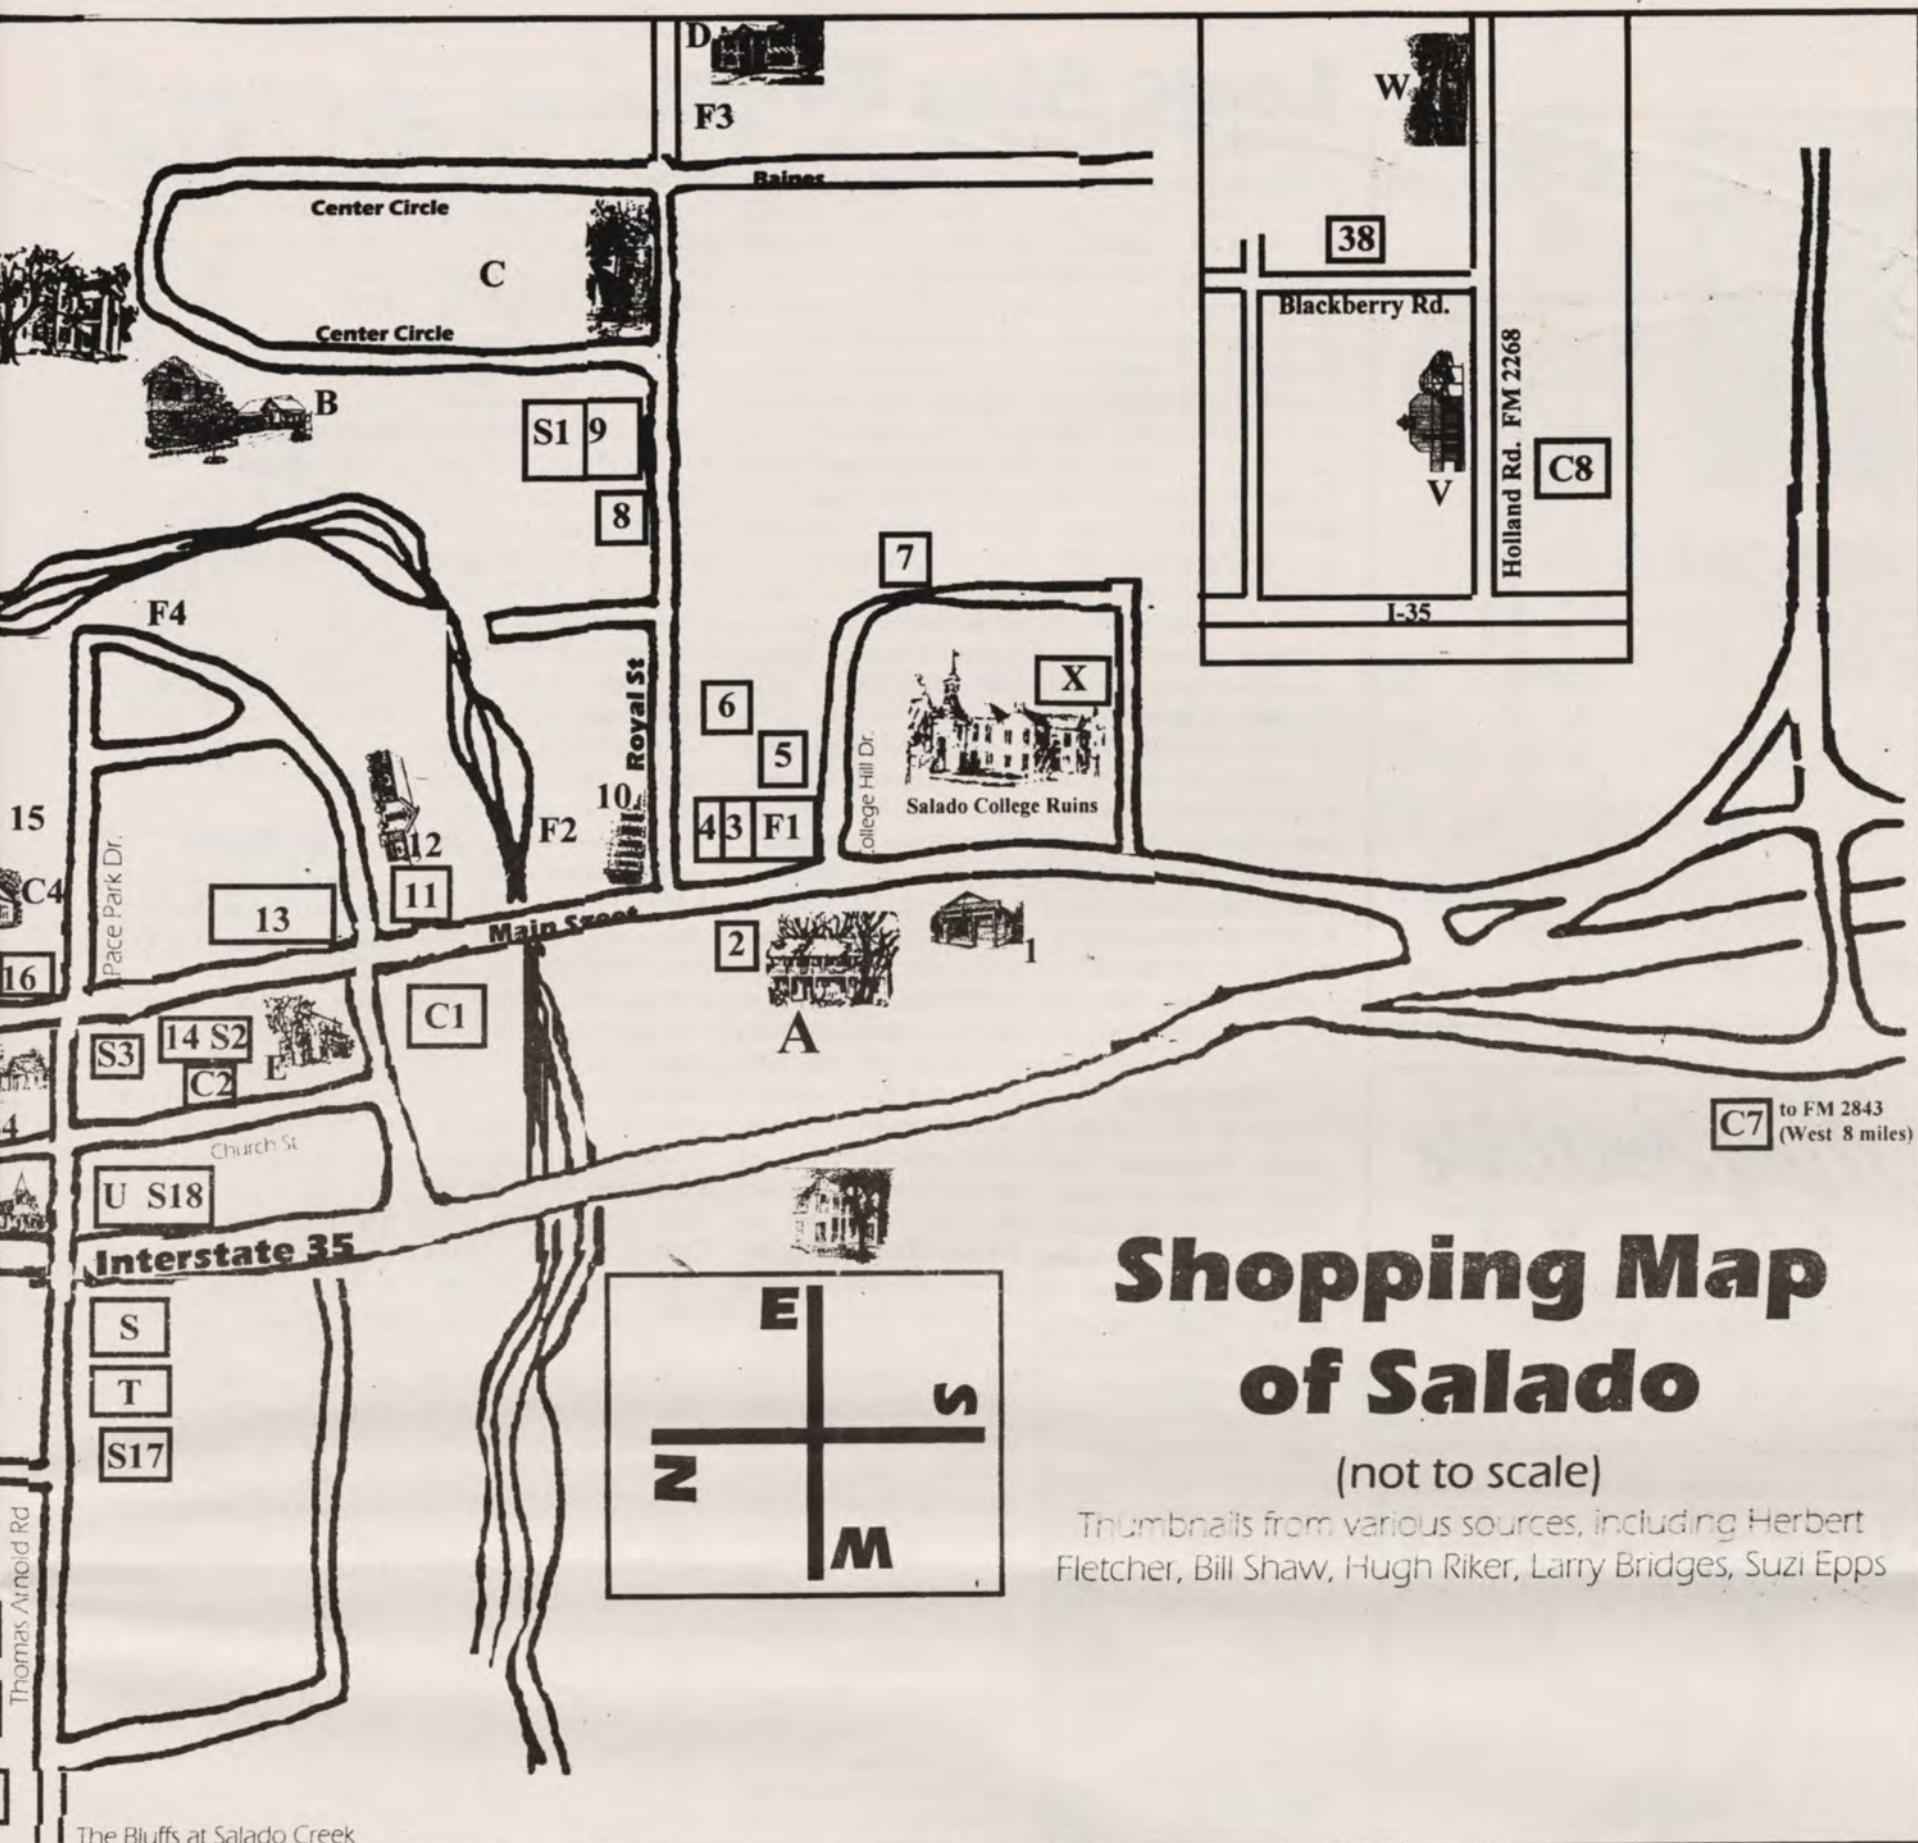 D
F3
W
Baines
Center Circle
38
C
Blackberry Rd.
Center Circle
B
S1 9
8
Holland Rd. FM 2268
C8
V
7
I-35
F4
X
6
Royal St
5
College Hill Dr.
Salado College Ruins
10
15
4 3 F1
F2
12
Pace Park Dr.
C4
11
13
Main Street
2
1
16
C1
A
14 S2
S3
E
C2
4
Church St
C7
to FM 2843
(West 8 miles)
U S18
Interstate 35
S
T
S17
E
S
N
W
Shopping Map
of Salado
(not to scale)
Thumbnails from various sources, including Herbert
Fletcher, Bill Shaw, Hugh Riker, Larry Bridges, Suzi Epps
Thomas Arnold Rd
The Bluffs at Salado Creek